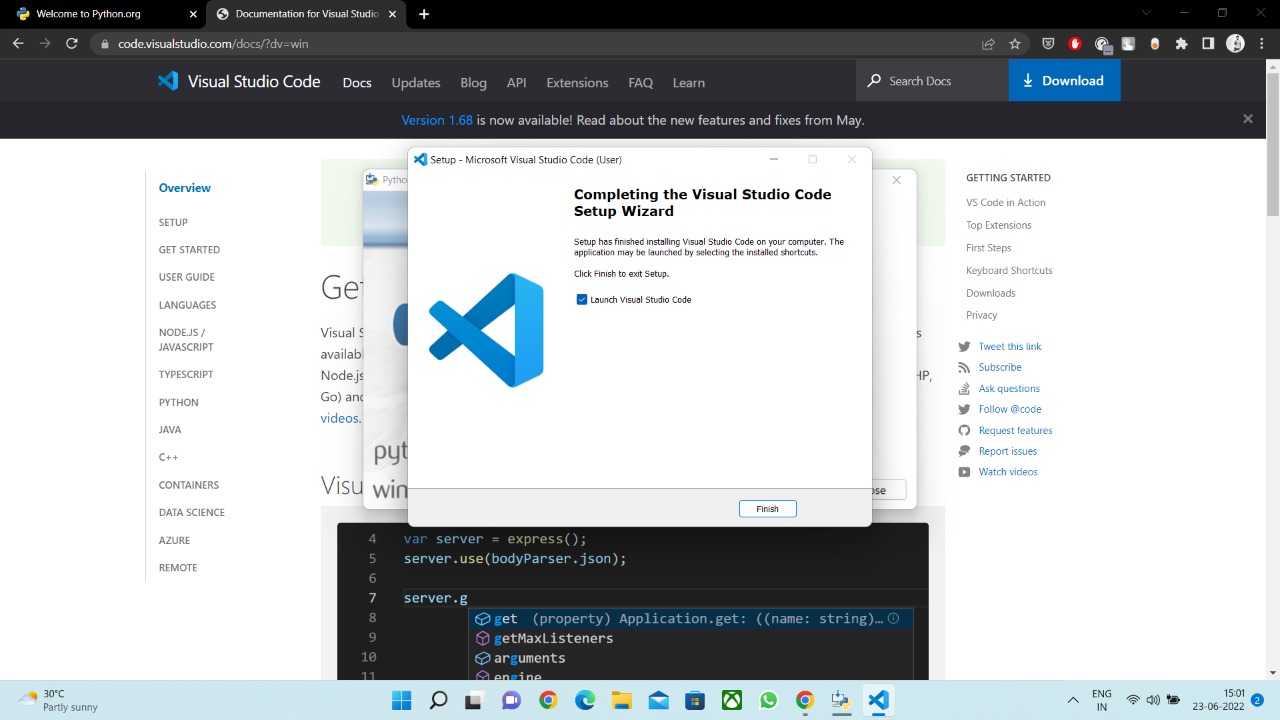 Welcome to Python.org
Documentation for Visual Studio
code.visualstudio.com/docs/?dv=win
Visual Studio Code
Docs
Updates
Blog
API
Extensions
FAQ
Learn
Search Docs
Download
Version 1.68 is now available! Read about the new features and fixes from May.
Overview
SETUP
GET STARTED
USER GUIDE
LANGUAGES
NODE.JS /
JAVASCRIPT
TYPESCRIPT
PYTHON
JAVA
C++
CONTAINERS
DATA SCIENCE
AZURE
REMOTE
Visual S
availab
Node.js
Go) and
videos.
HP,
Setup - Microsoft Visual Studio Code (User)
Completing the Visual Studio Code
Setup Wizard
Setup has finished installing Visual Studio Code on your computer. The
application may be launched by selecting the installed shortcuts.
Click Finish to exit Setup.
Launch Visual Studio Code
Finish
Pytho
pyt
win
ose
4 var server = express();
5 server.use(bodyParser.json);
6
7 server.g
8 get (property) Application.get: ((name: string)…
9 getMaxListeners
10 arguments
11 engine
GETTING STARTED
VS Code in Action
Top Extensions
First Steps
Keyboard Shortcuts
Downloads
Privacy
Tweet this link
Subscribe
Ask questions
Follow @code
Request features
Report issues
Watch videos
30°C
Partly sunny
ENG
IN
15:01
23-06-2022
2